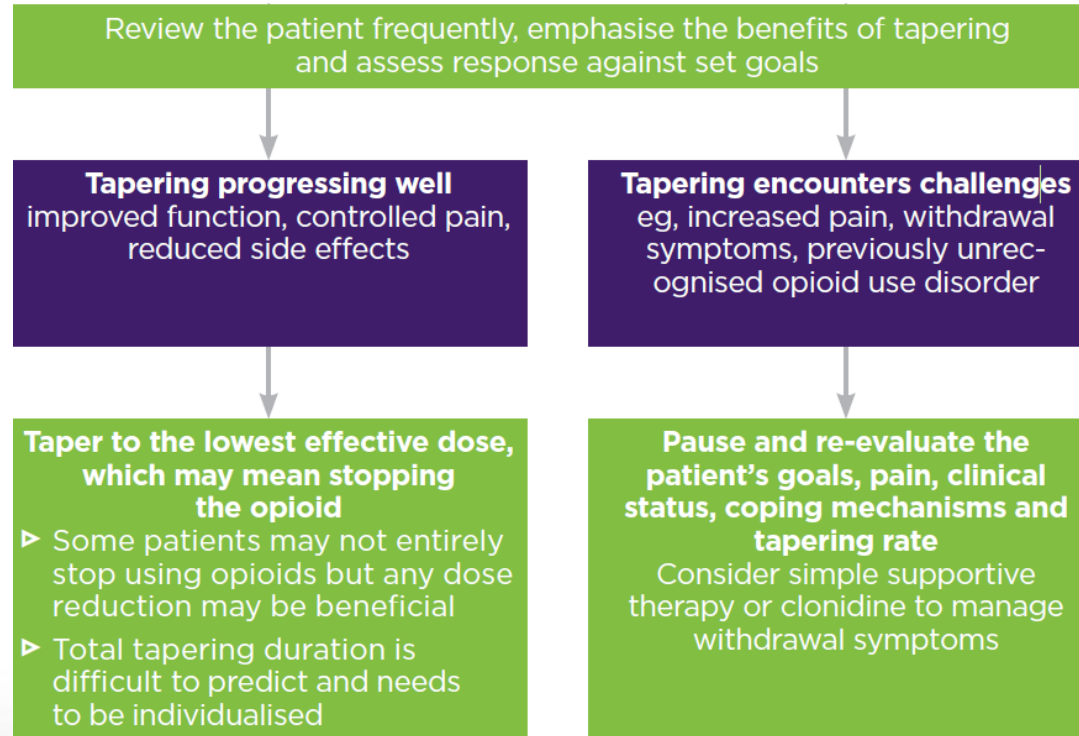 Review the patient frequently, emphasise the benefits of tapering
and assess response against set goals
Tapering progressing well
improved function, controlled pain,
reduced side effects
Tapering encounters challenges
eg, increased pain, withdrawal
symptoms, previously unrec-
ognised opioid use disorder
Taper to the lowest effective dose,
which may mean stopping
the opioid
▷ Some patients may not entirely
stop using opioids but any dose
reduction may be beneficial
▷ Total tapering duration is
difficult to predict and needs
to be individualised
Pause and re-evaluate the
patient’s goals, pain, clinical
status, coping mechanisms and
tapering rate
Consider simple supportive
therapy or clonidine to manage
withdrawal symptoms